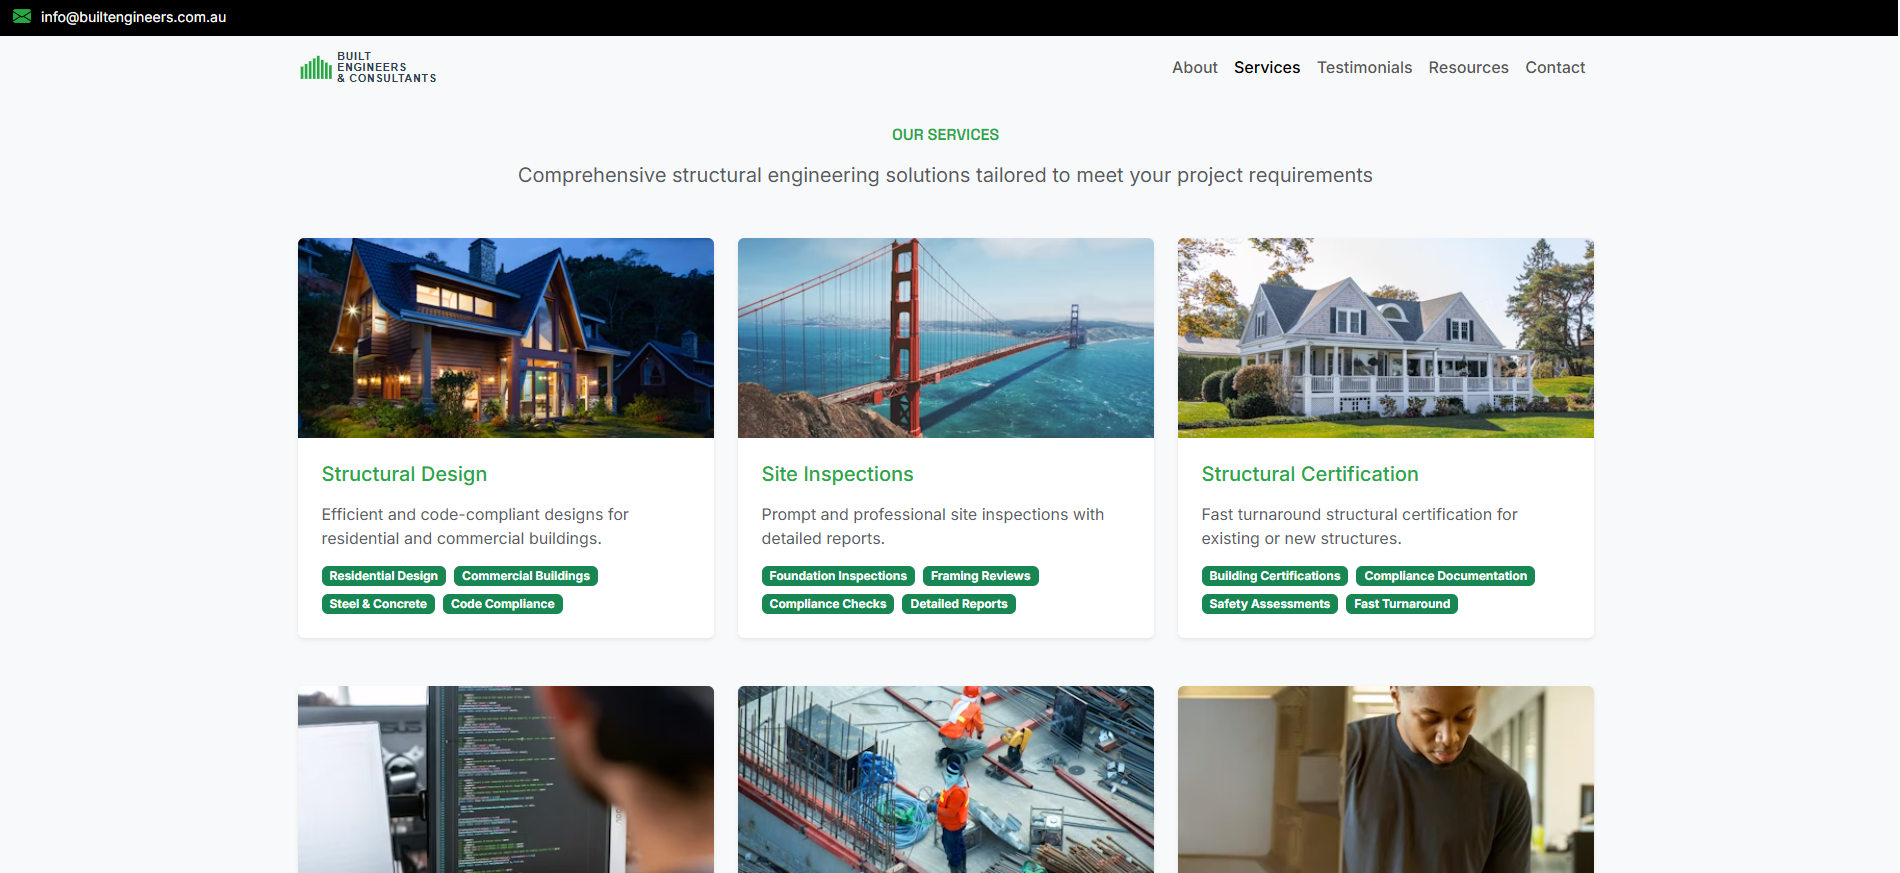 info@builtengineers.com.au
BUILT
ENGINEERS
& CONSULTANTS
About Services Testimonials Resources Contact
OUR SERVICES
Comprehensive structural engineering solutions tailored to meet your project requirements
Structural Design
Efficient and code-compliant designs for
residential and commercial buildings.
Residential Design Commercial Buildings
Steel & Concrete Code Compliance
Site Inspections
Prompt and professional site inspections with
detailed reports.
Foundation Inspections Framing Reviews
Compliance Checks Detailed Reports
Structural Certification
Fast turnaround structural certification for
existing or new structures.
Building Certifications Compliance Documentation
Safety Assessments Fast Turnaround